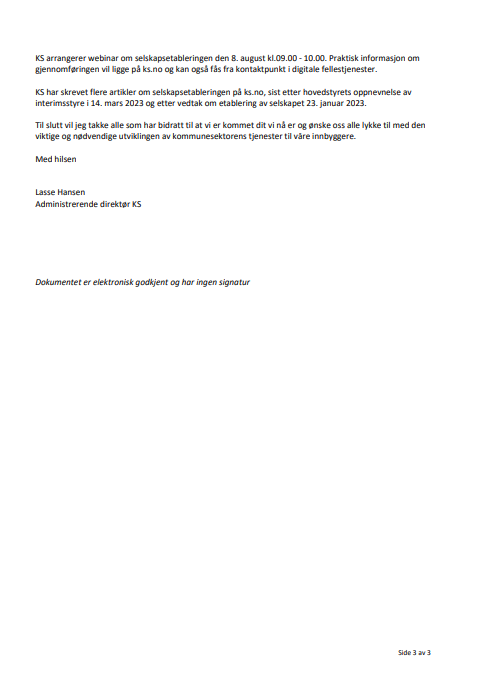 KS arrangerer webinar om selskapsetableringen den 8. august kl.09.00 - 10.00. Praktisk informasjon om
gjennomføringen vil ligge på ks.no og kan også fås fra kontaktpunkt i digitale fellestjenester.
KS har skrevet flere artikler om selskapsetableringen på ks.no, sist etter hovedstyrets oppnevnelse av
interimsstyre i 14. mars 2023 og etter vedtak om etablering av selskapet 23. januar 2023.
Til slutt vil jeg takke alle som har bidratt til at vi er kommet dit vi nå er og ønske oss alle lykke til med den
viktige og nødvendige utviklingen av kommunesektorens tjenester til våre innbyggere.
Med hilsen
Lasse Hansen
Administrerende direktør KS
Dokumentet er elektronisk godkjent og har ingen signatur
Side 3 av 3